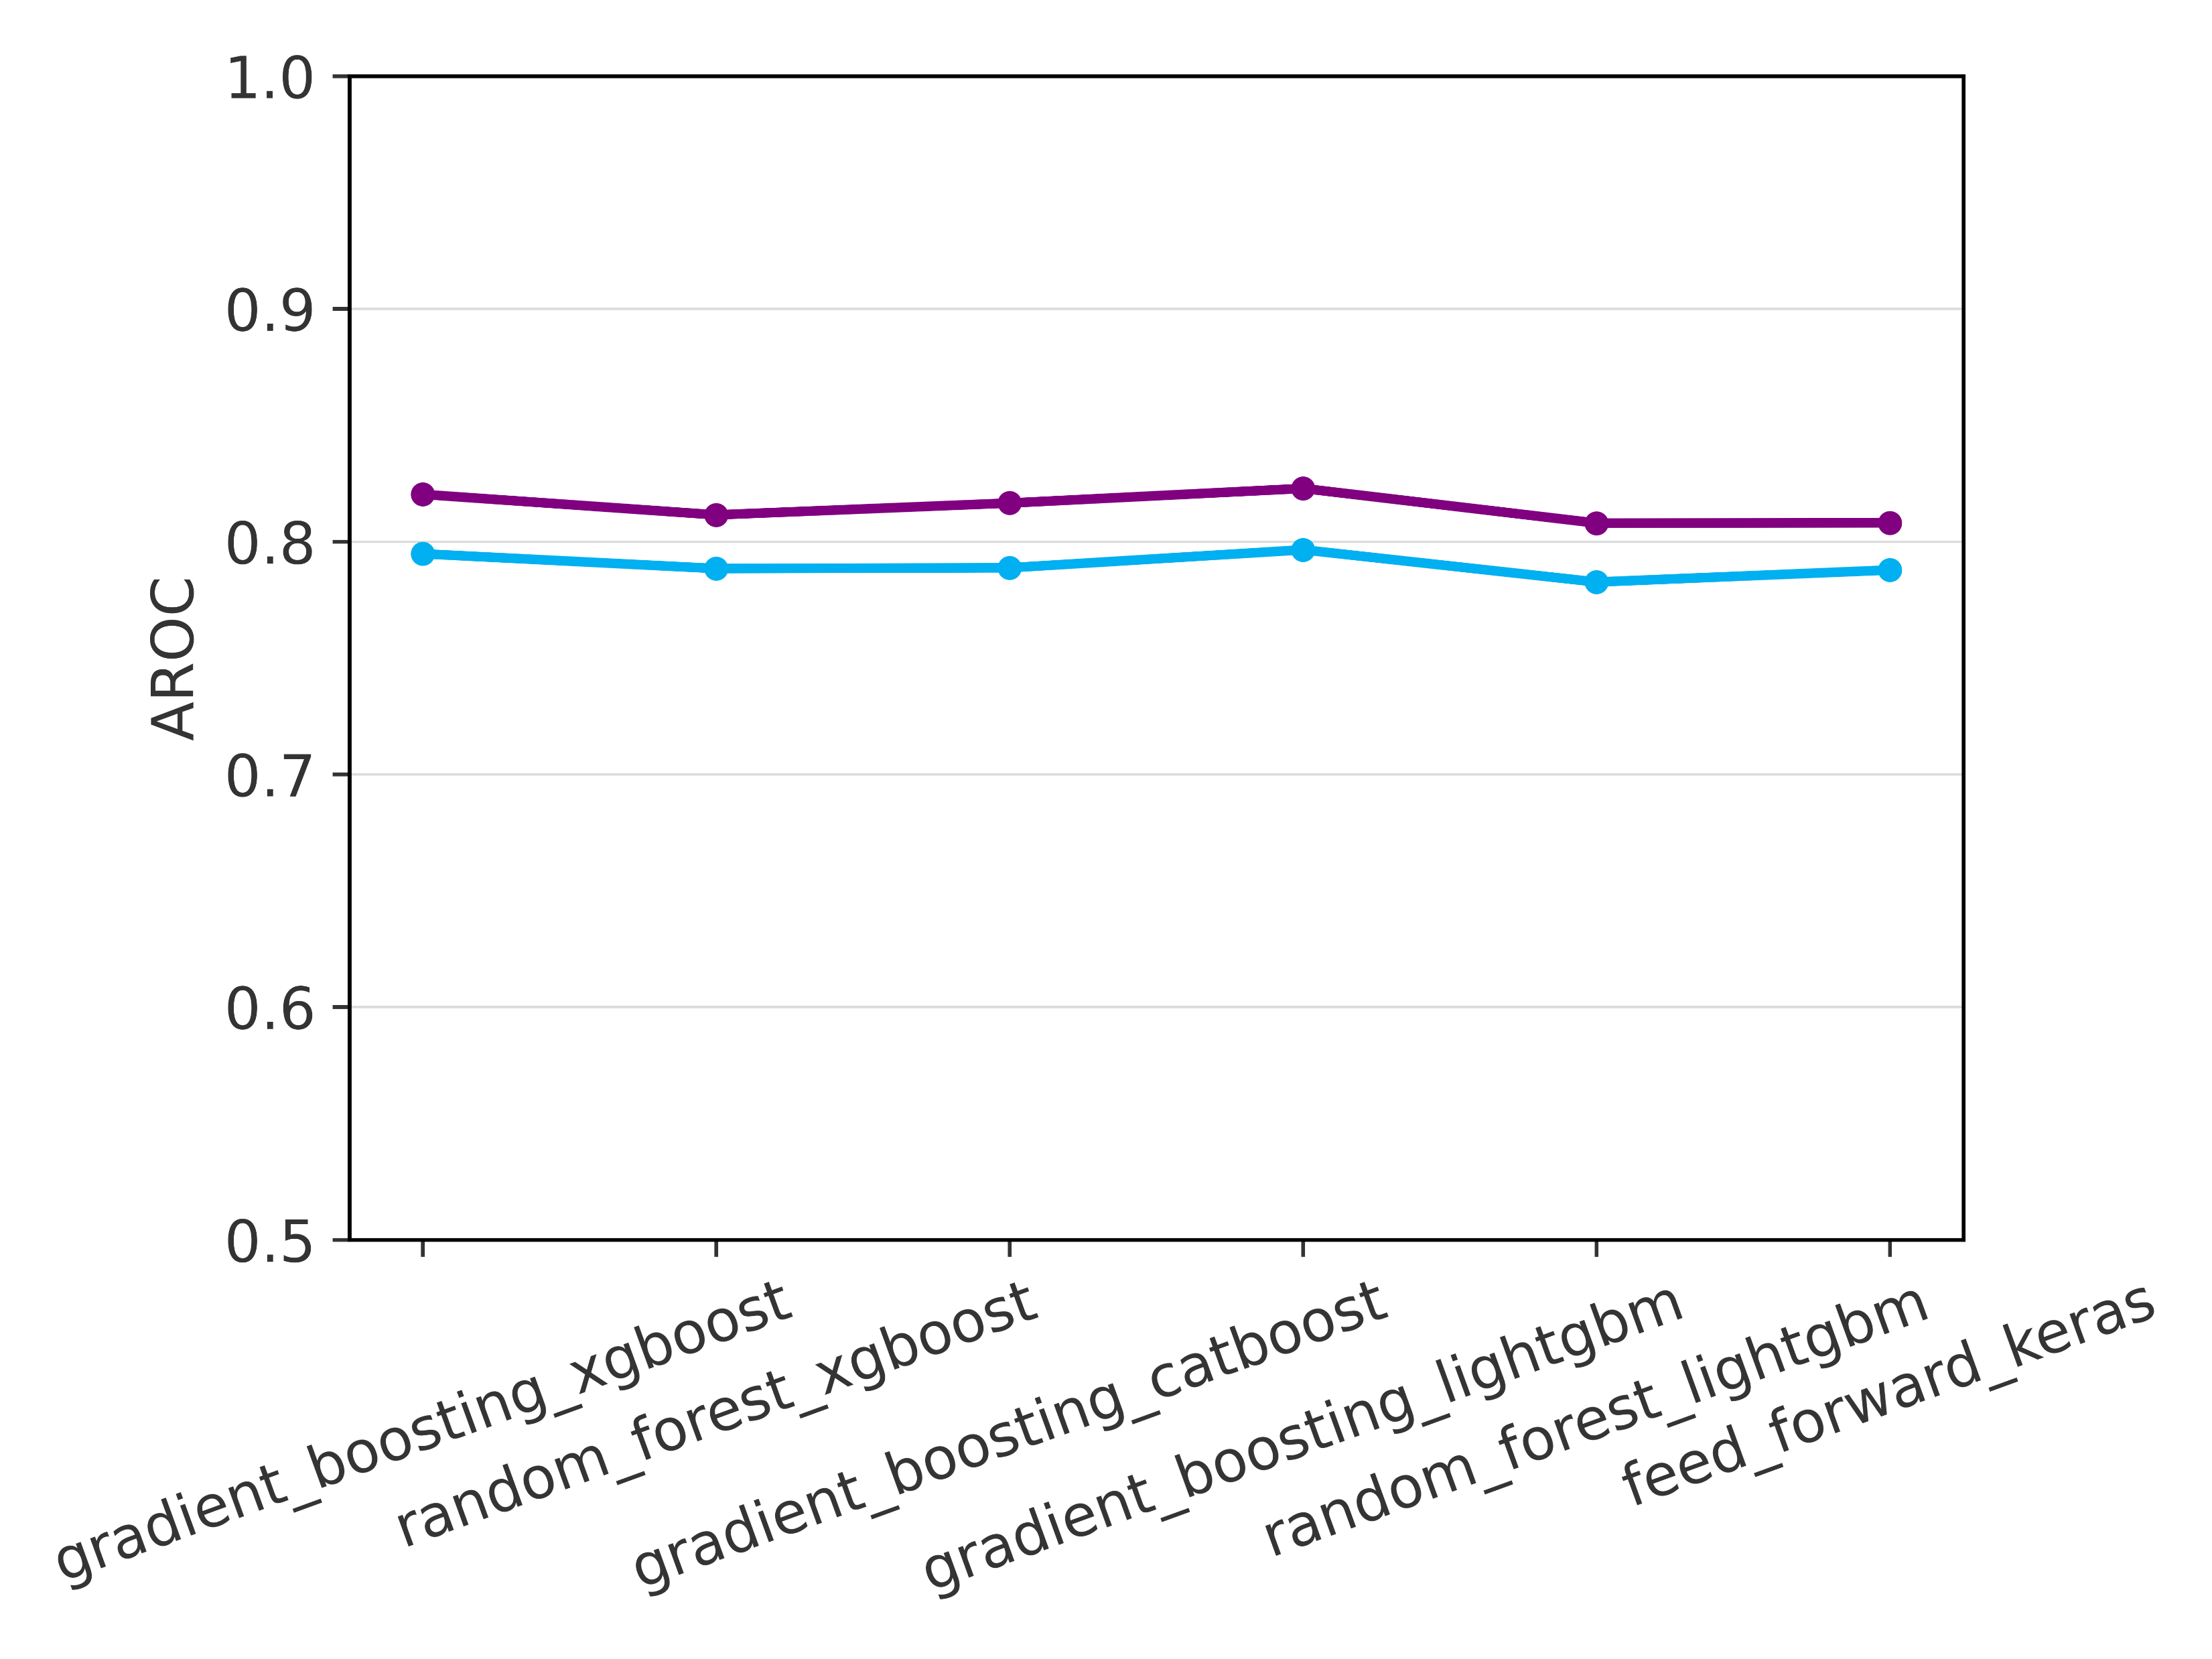 1.0
0.9
0.8
0.7
0.6
0.5
AROC
gradient_boosting_xgboost
random_forest_xgboost
gradient_boosting_catboost
gradient_boosting_lightgbm
random_forest_lightgbm
feed_forward_keras